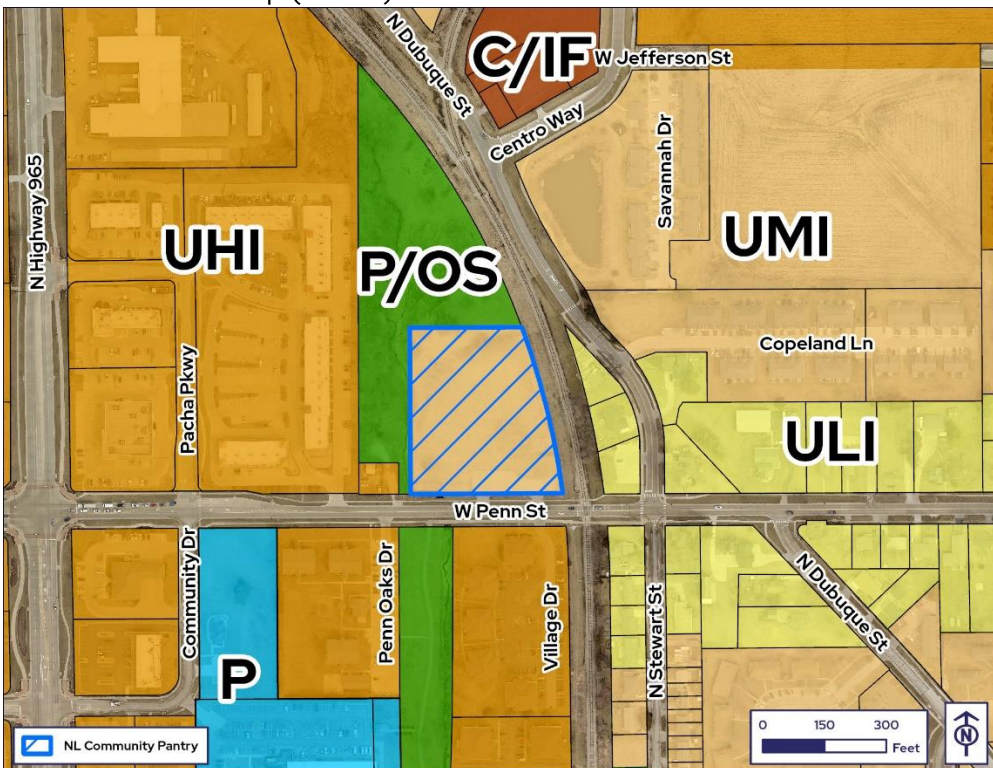 N Dubuque St
C/IF
W Jefferson St
Centro Way
Savannah Dr
N Highway 965
UHI
P/OS
UMI
Copeland Ln
Pacha Pkwy
ULI
W Penn St
Community Dr
Penn Oaks Dr
Village Dr
N Stewart St
N Dubuque St
P
NL Community Pantry
0 150 300
Feet
N